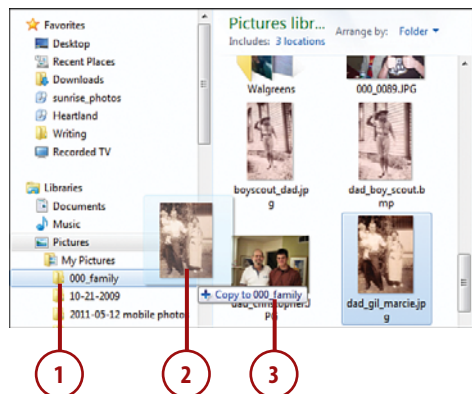 Favorites
Desktop
Recent Places
Downloads
sunrise_photos
Heartland
Writing
Recorded TV
Libraries
Documents
Music
Pictures
My Pictures
000_family
10-21-2009
2011-05-12 mobile photo
Pictures libr...
Includes: 3 locations
Arrange by: Folder
Walgreens
000_0089.JPG
boyscout_dad.jp
g
dad_boy_scout.b
mp
Copy to 000_family
dad_christopher.J
PG
dad_gil_marcie.jp
g
1
2
3